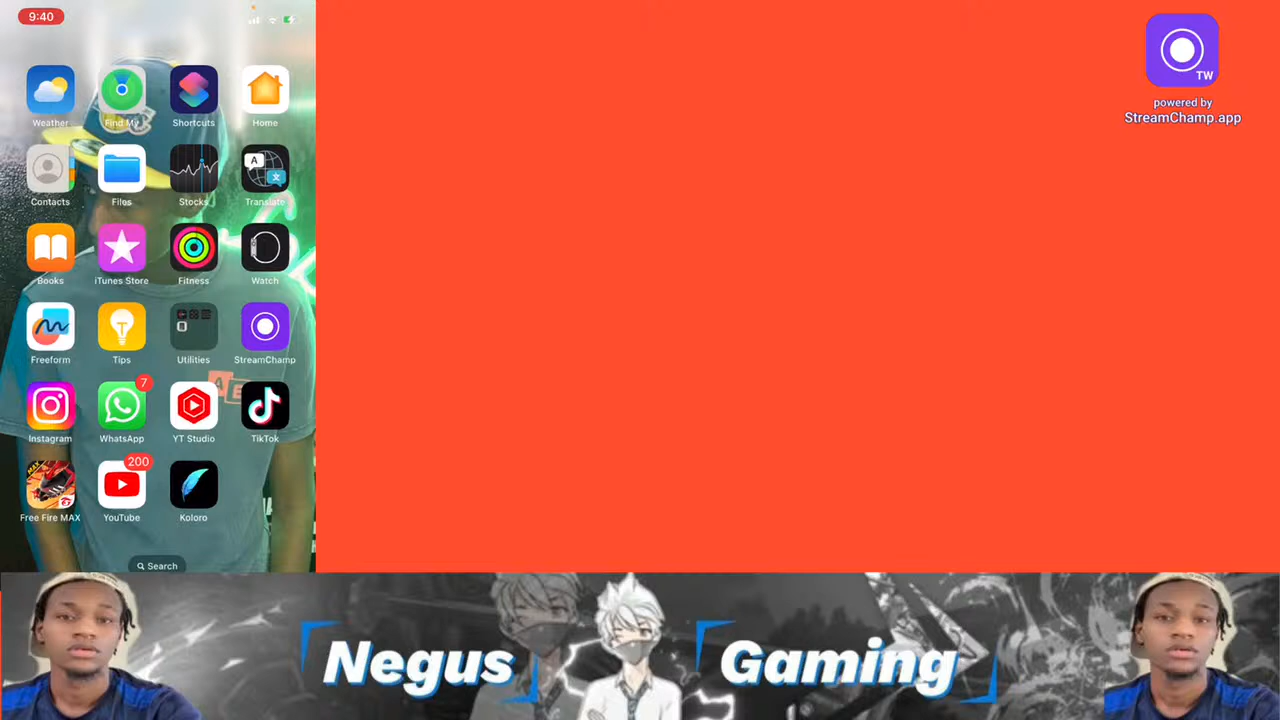 9:40
TW
powered by
StreamChamp.app
Weather
Find My
Shortcuts
Home
A
文
Contacts
Files
Stocks
Translate
Books
iTunes Store
Fitness
Watch
Freeform
Tips
Utilities
StreamChamp
7
Instagram
WhatsApp
YT Studio
TikTok
MAX
200
Free Fire MAX
YouTube
Koloro
Search
Negus
Gaming